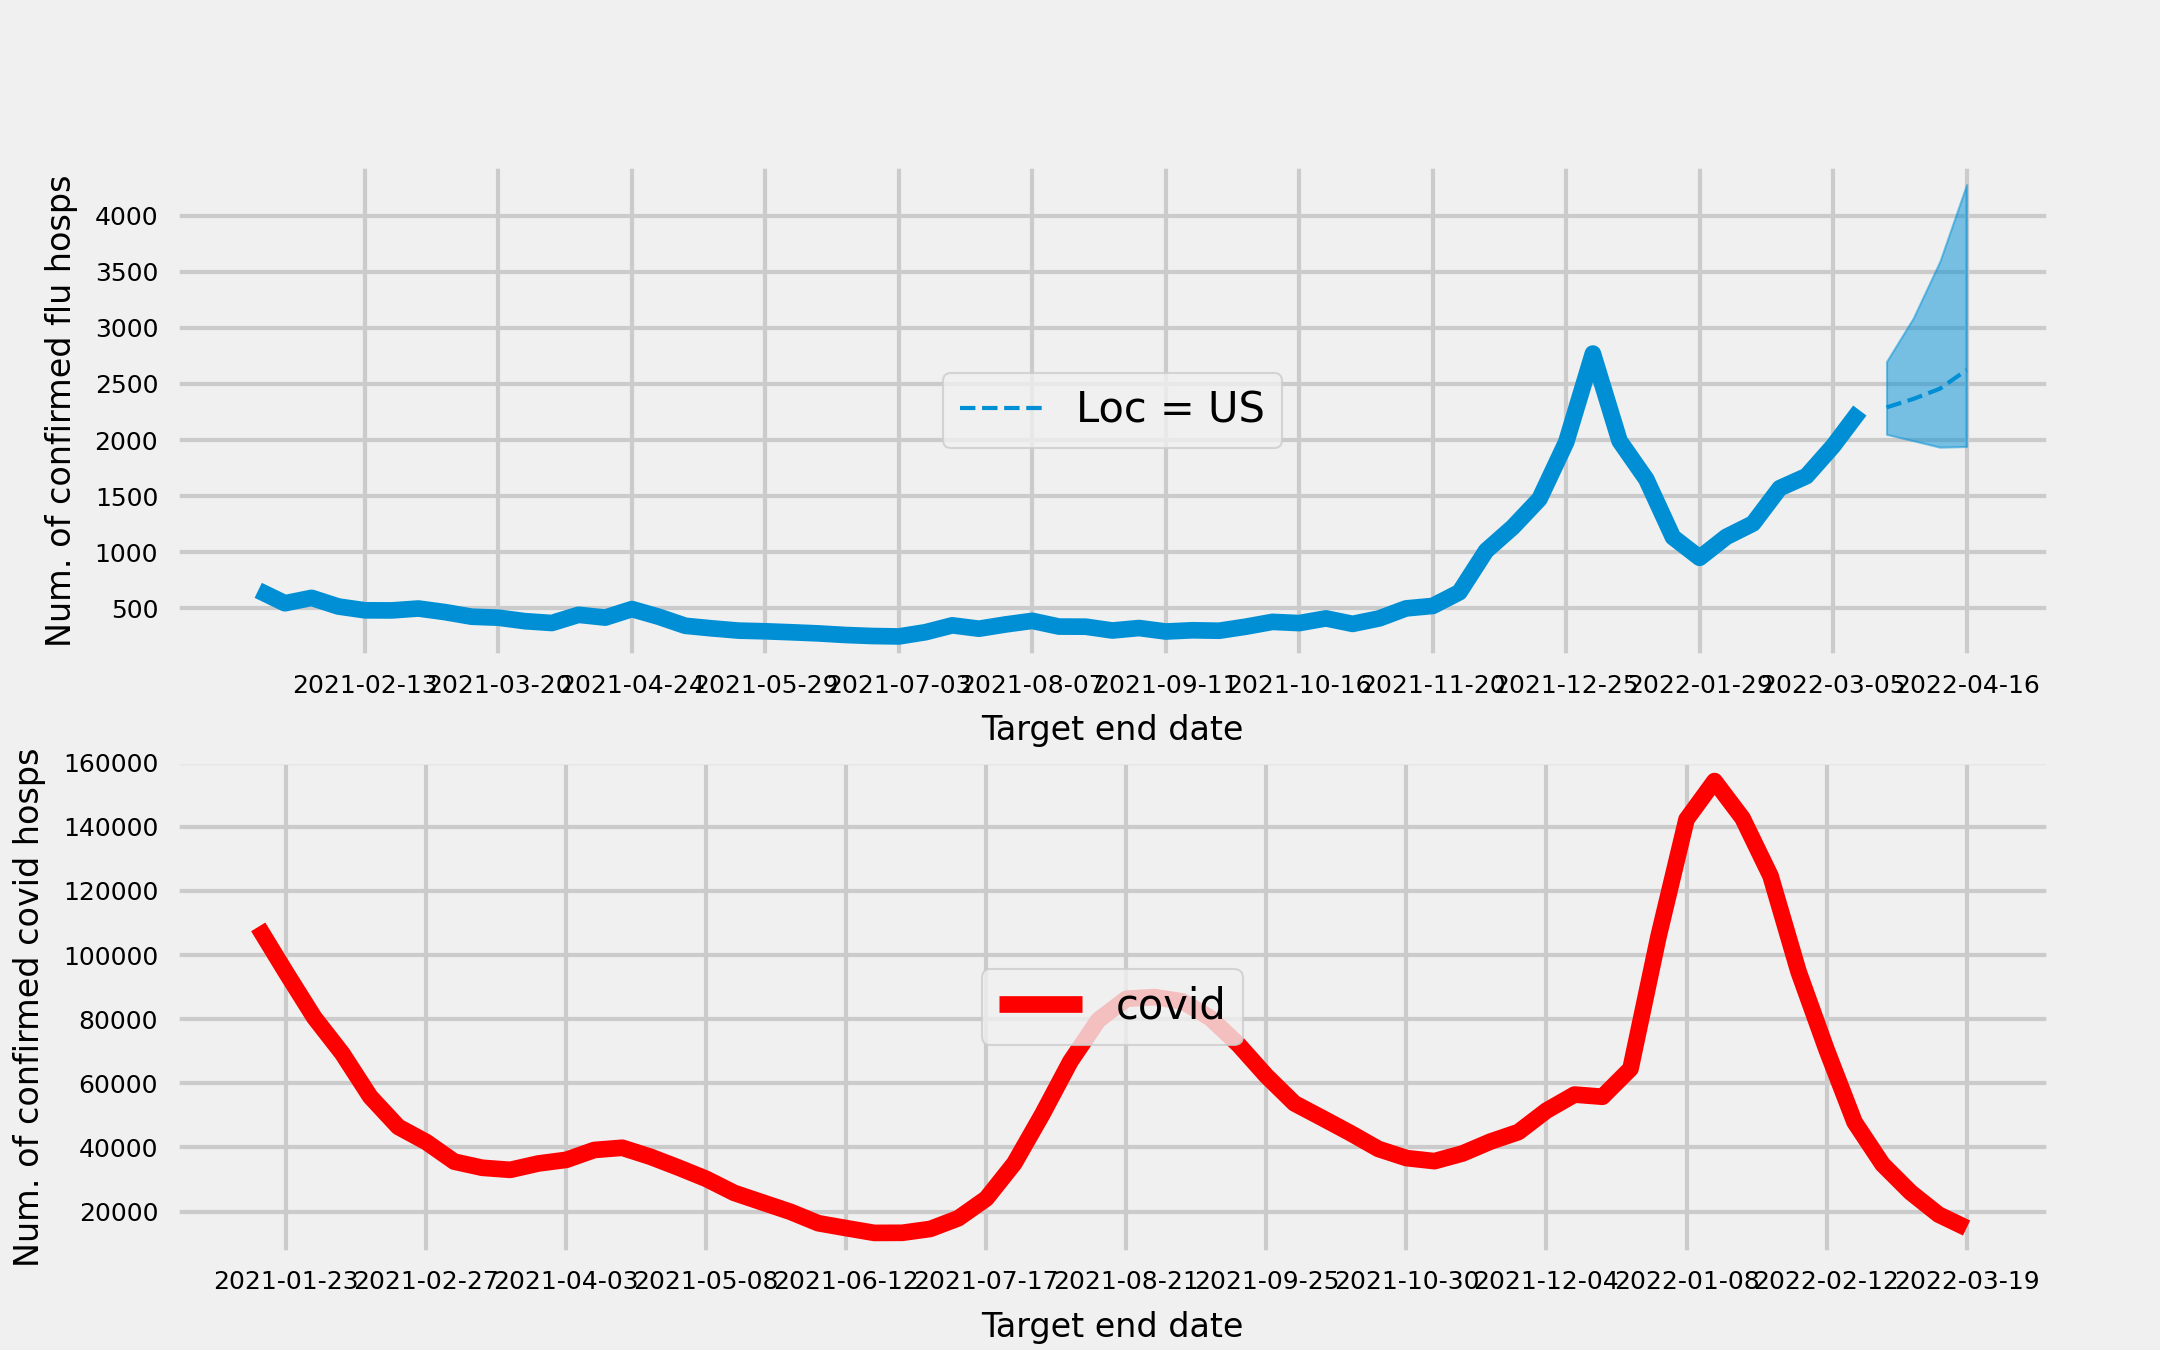 Num. of confirmed flu hosps
4000
3500
3000
2500
2000
1500
1000
500
Loc = US
2021-02-13 2021-03-20 2021-04-24 2021-05-29 2021-07-03 2021-08-07 2021-09-11 2021-10-16 2021-11-20 2021-12-25 2022-01-29 2022-03-05 2022-04-16
Target end date
Num. of confirmed covid hosps
160000
140000
120000
100000
80000
60000
40000
20000
covid
2021-01-23 2021-02-27 2021-04-03 2021-05-08 2021-06-12 2021-07-17 2021-08-21 2021-09-25 2021-10-30 2021-12-04 2022-01-08 2022-02-12 2022-03-19
Target end date